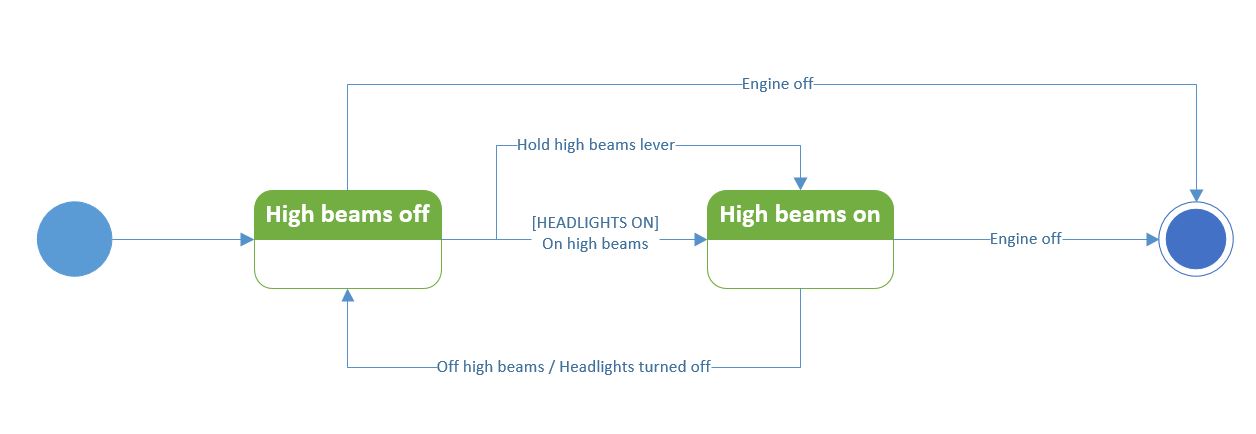 Engine off
Hold high beams lever
High beams off
[HEADLIGHTS ON]
On high beams
High beams on
Engine off
Off high beams / Headlights turned off